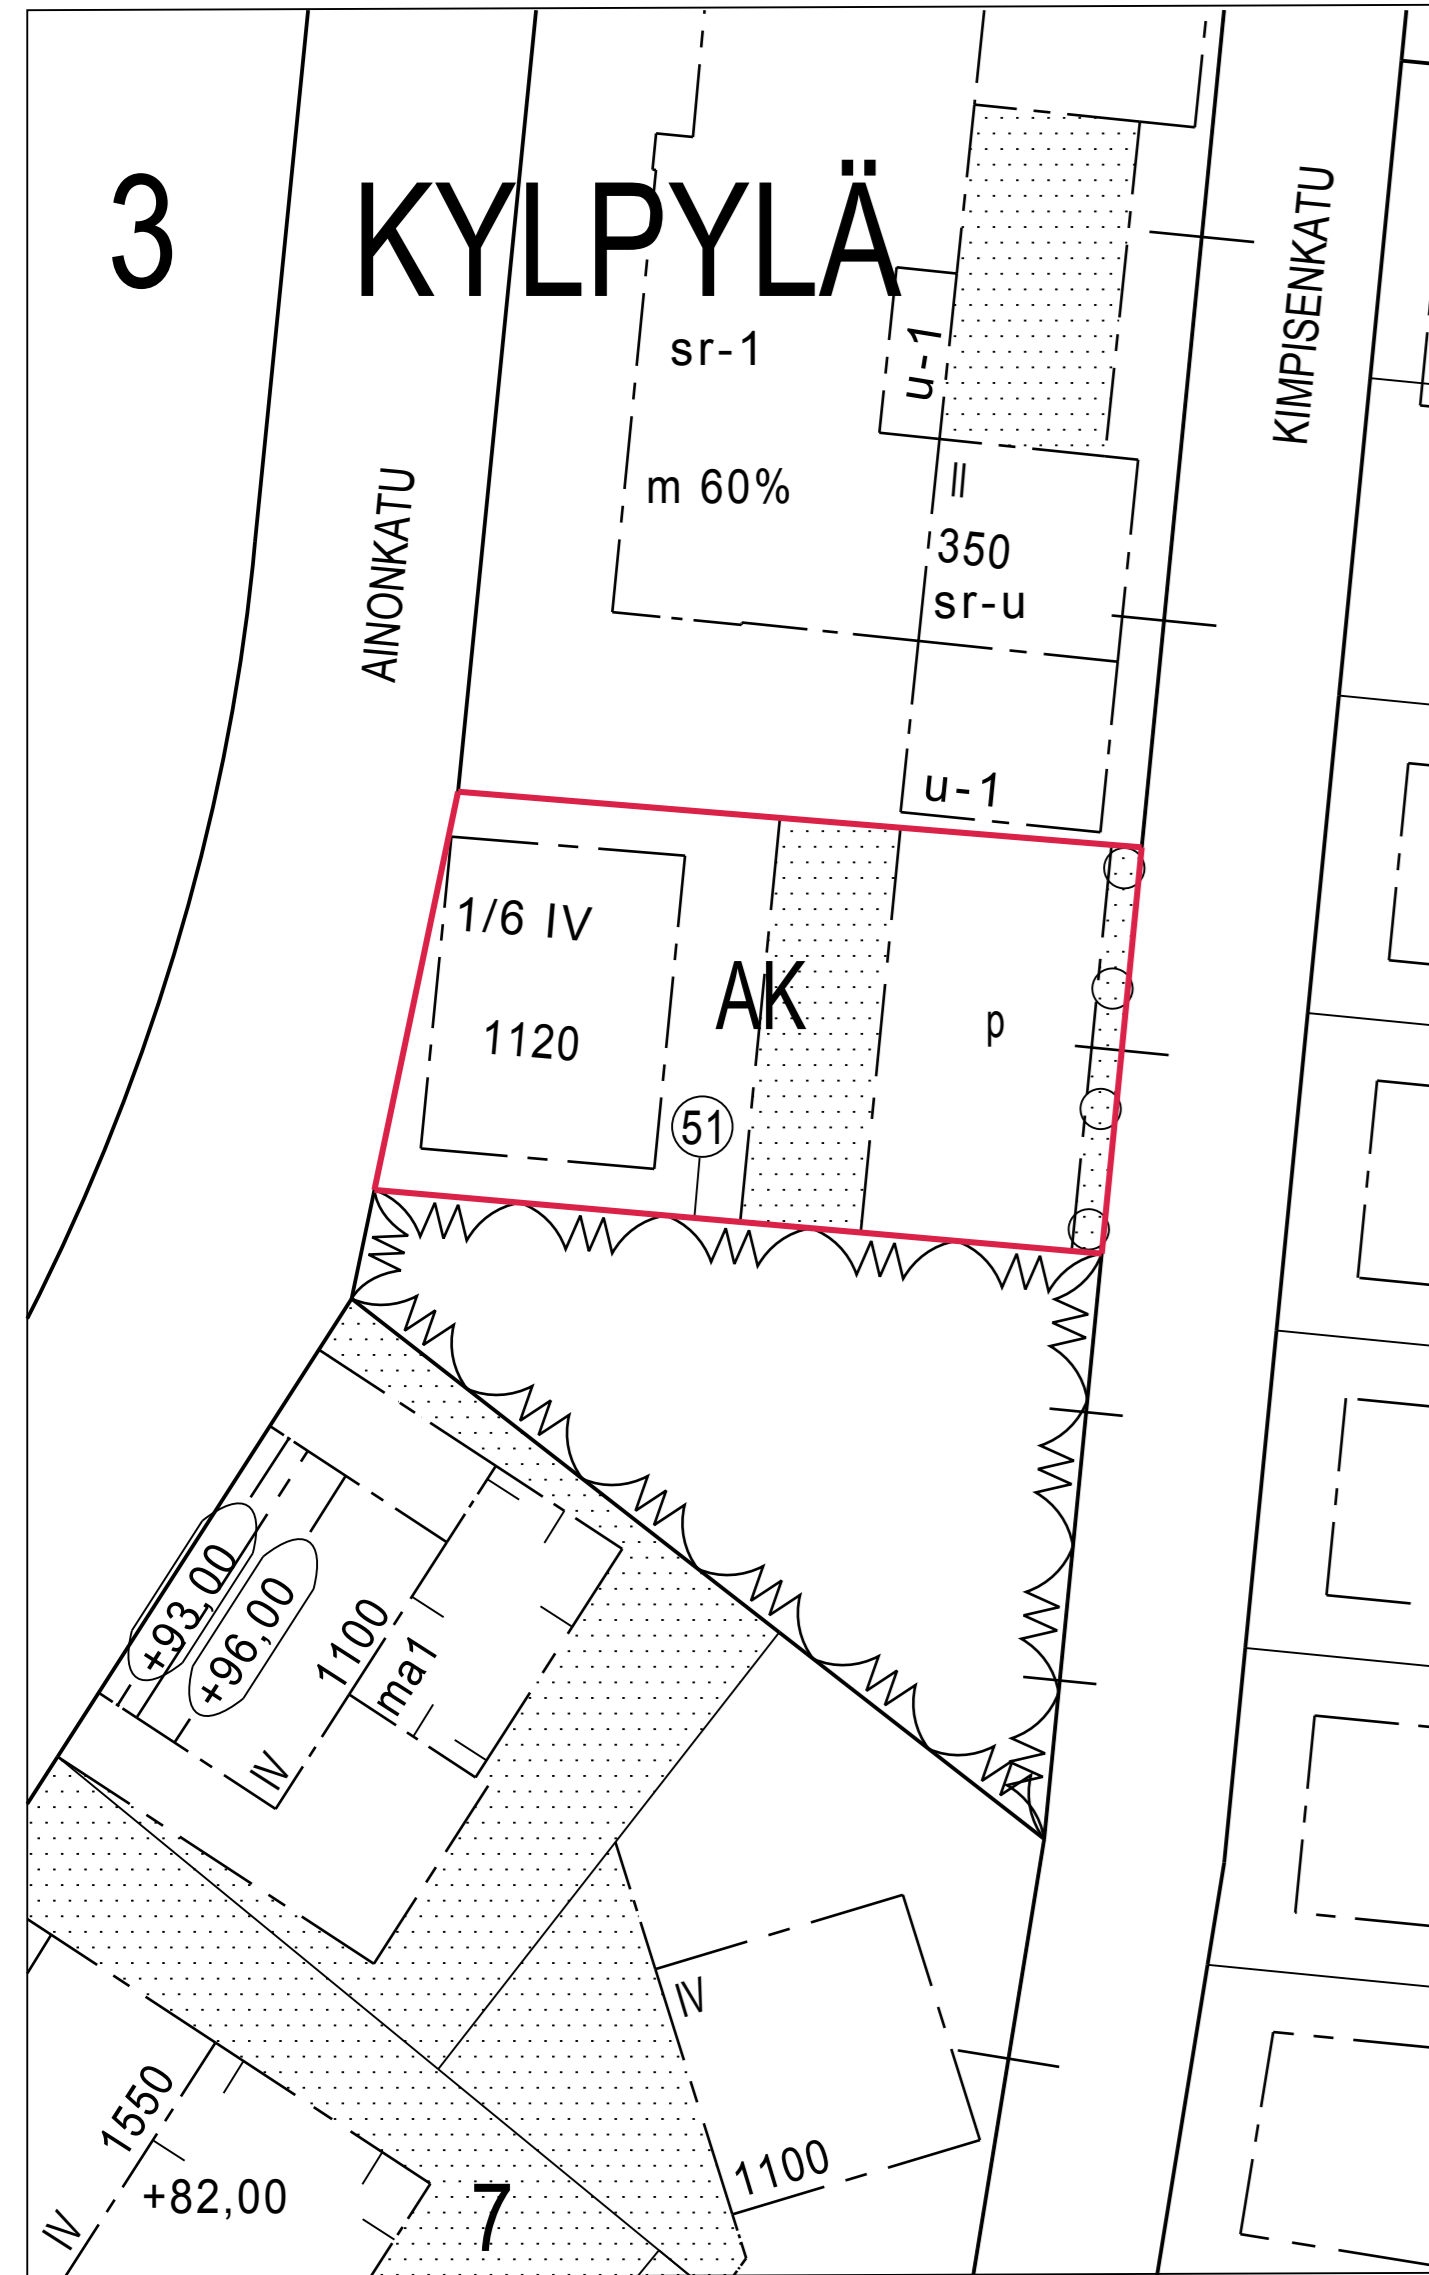 3 KYLPYLÄ
KIMPISENKATU
sr-1
u-1
m 60%
II
350
sr-u
AINONKATU
u-1
1/6 IV
AK
p
1120
51
+93,00
+96,00
1100
ma1
IV
IV
1100
1550
+82,00
IV
7